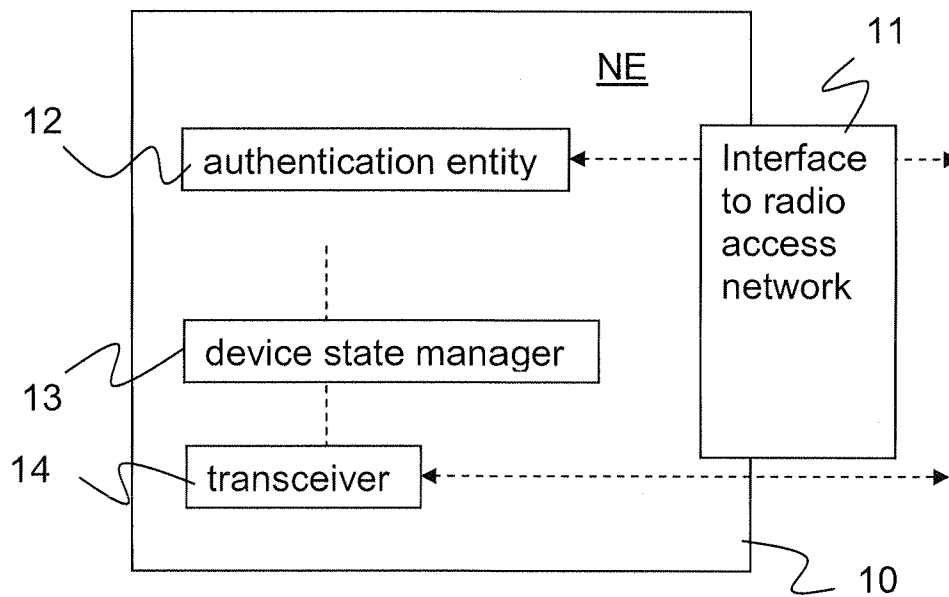 11
NE
12
authentication entity
Interface
to radio
access
network
device state manager
13
14
transceiver
10